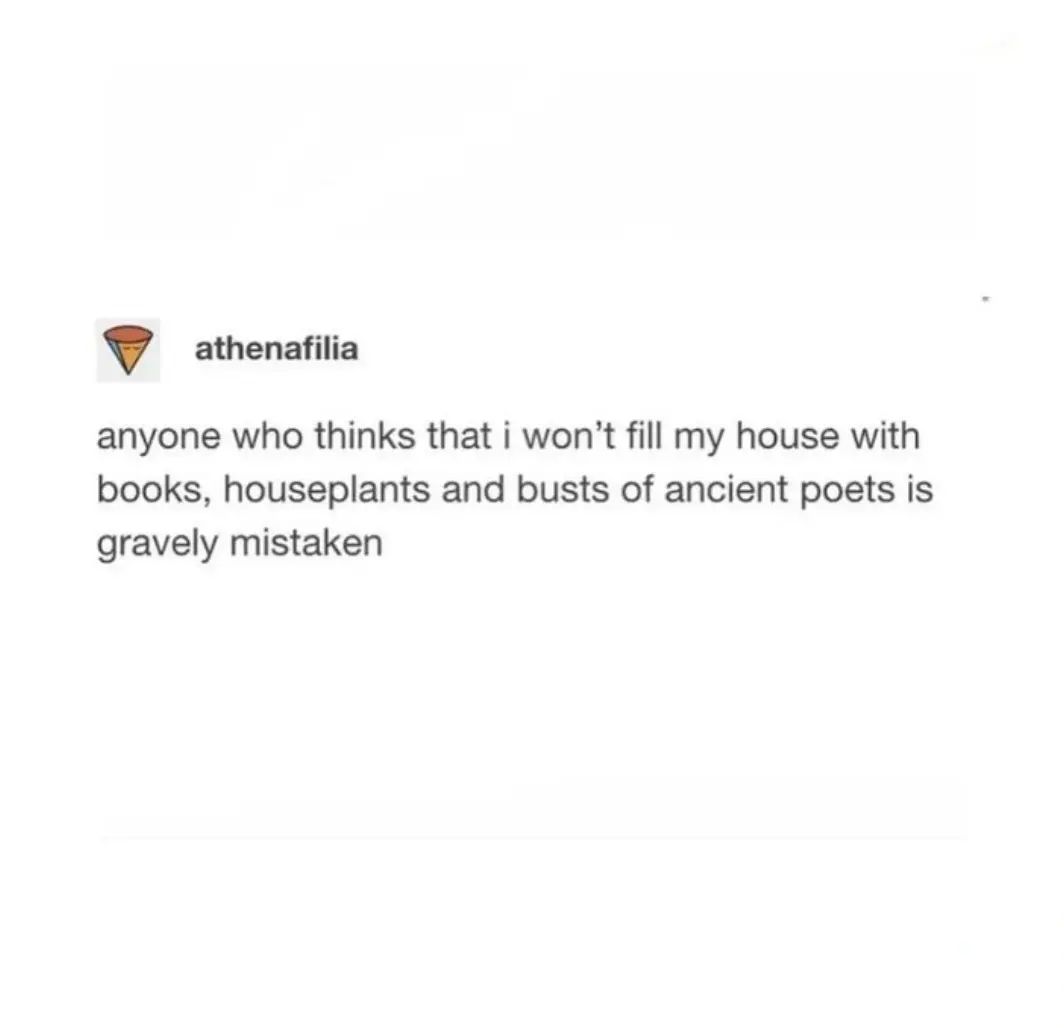 athenafilia
anyone who thinks that i won’t fill my house with
books, houseplants and busts of ancient poets is
gravely mistaken